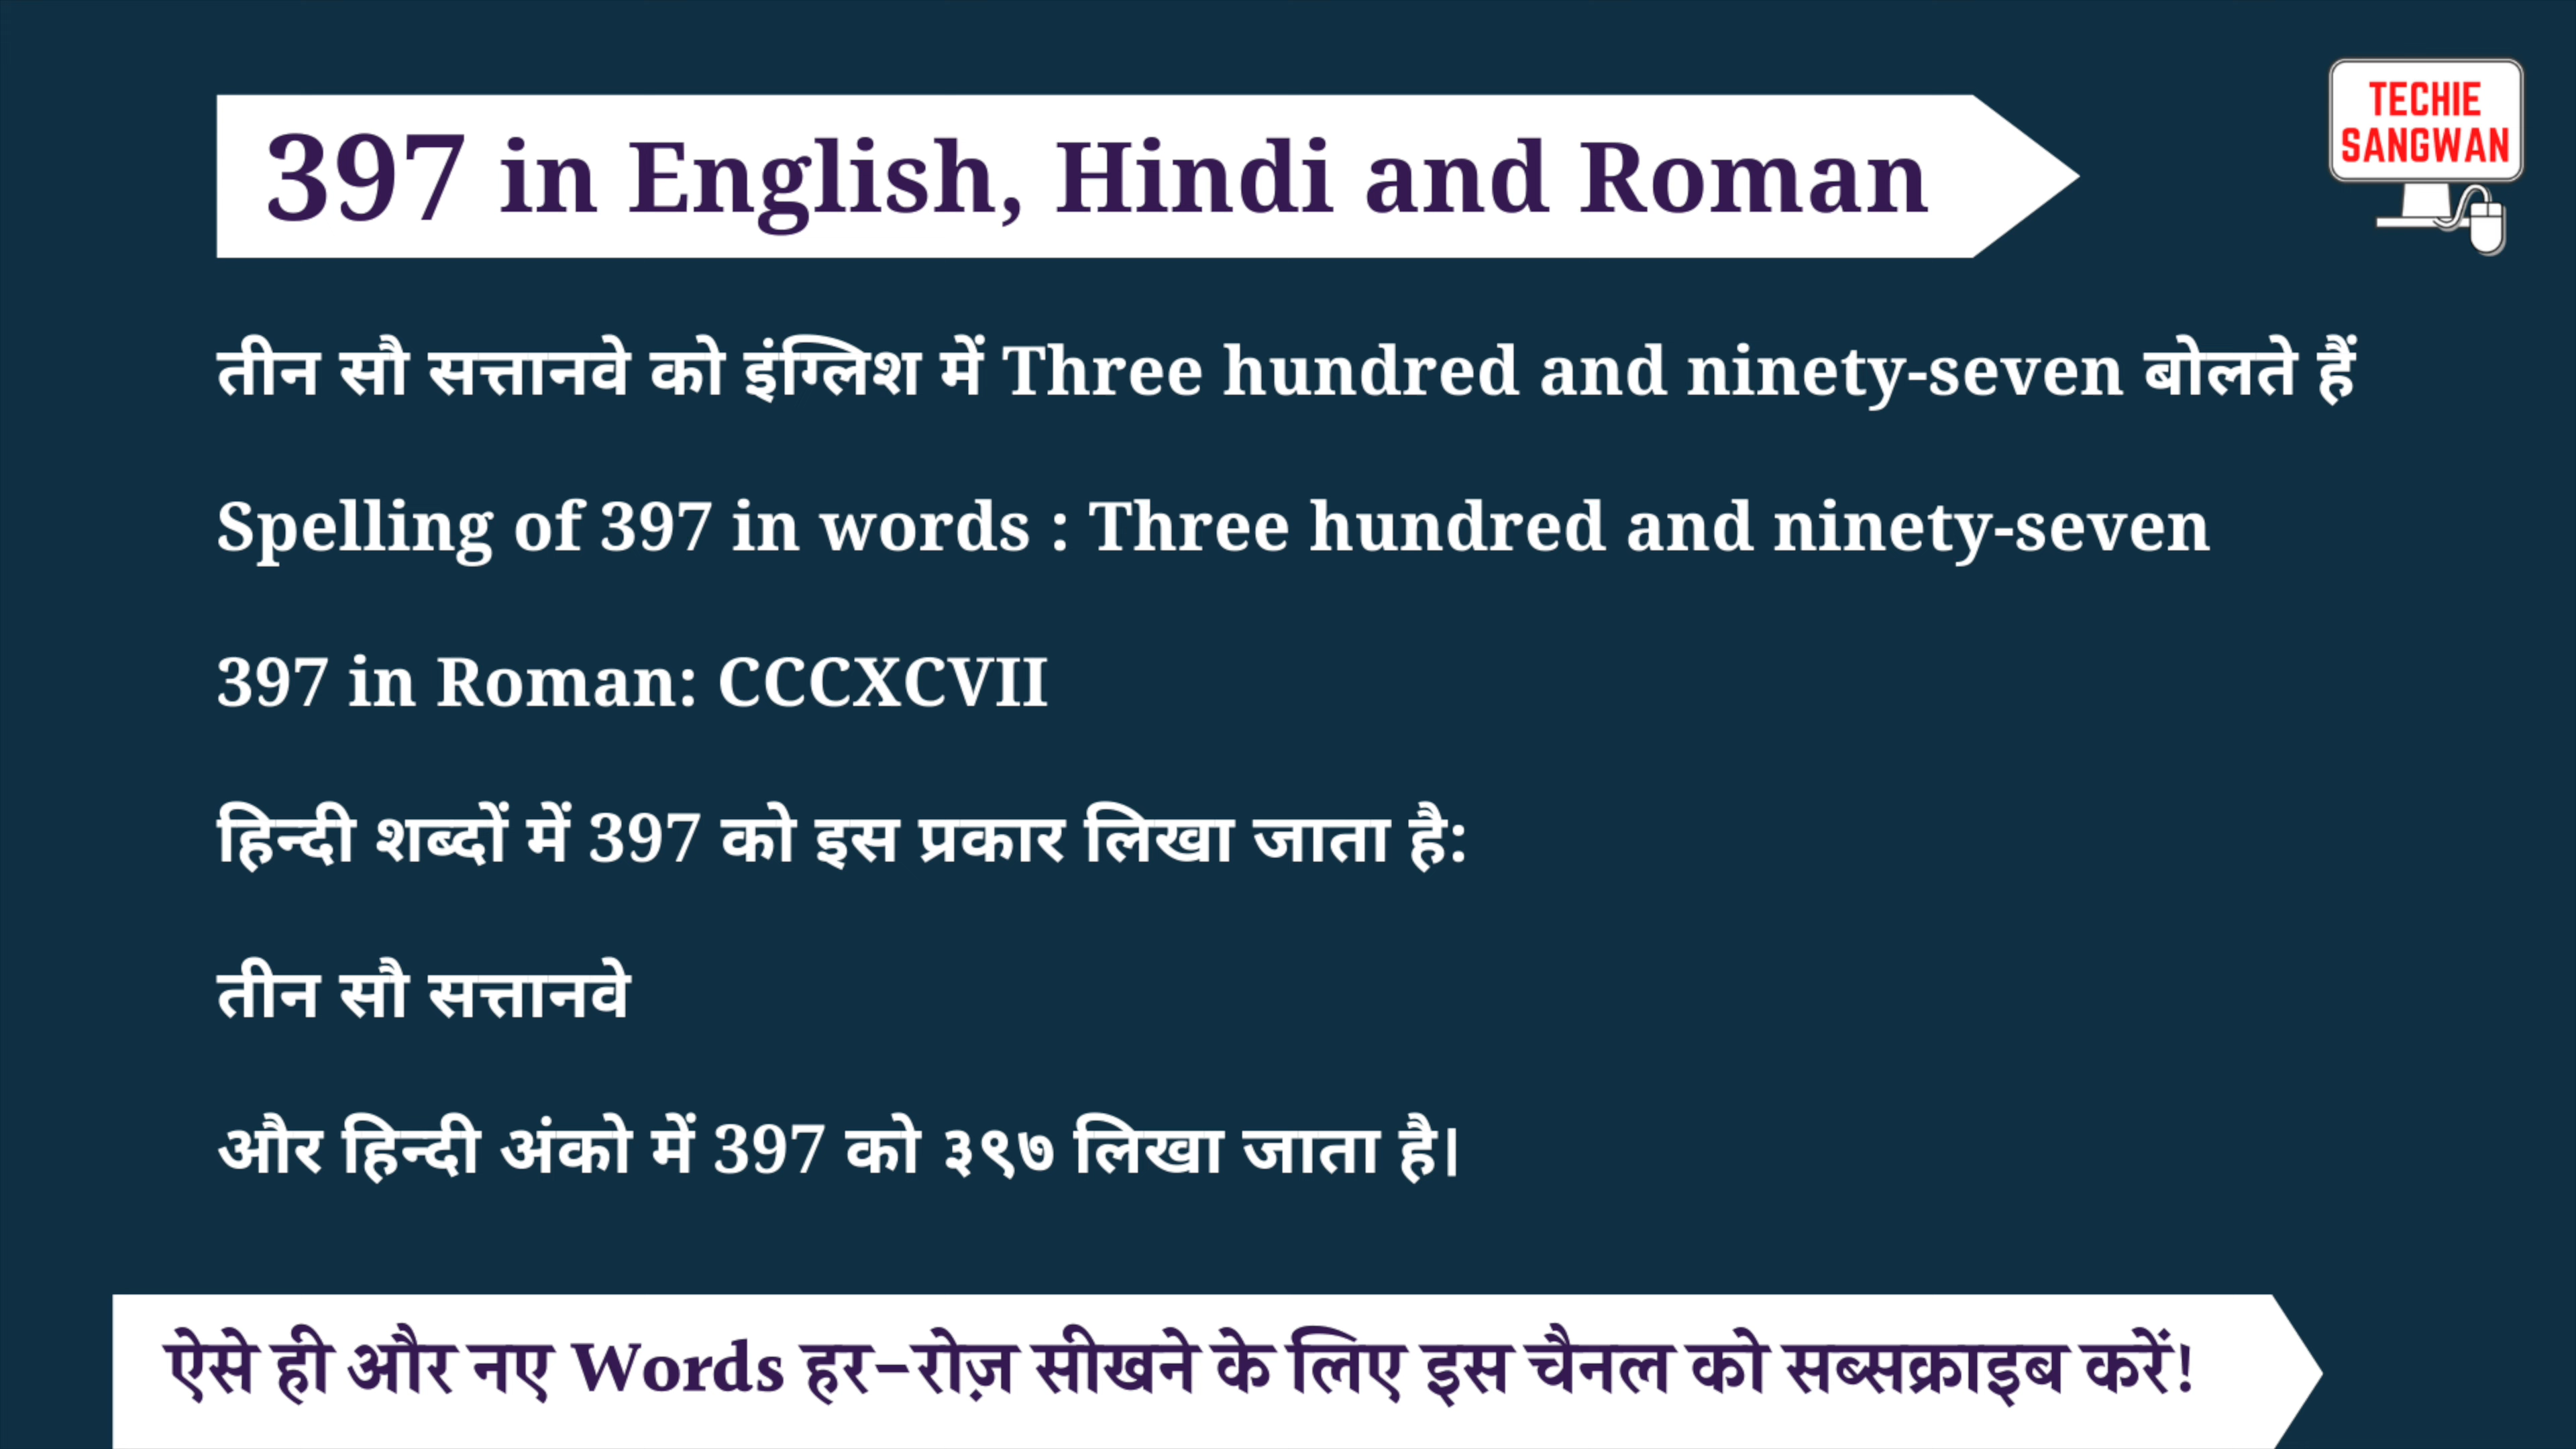 397 in English, Hindi and Roman
TECHIE
SANGWAN
तीन सौ सत्तानवे को इंग्लिश में Three hundred and ninety-seven बोलते हैं
Spelling of 397 in words : Three hundred and ninety-seven
397 in Roman: CCCXCVII
हिन्दी शब्दों में 397 को इस प्रकार लिखा जाता है:
तीन सौ सत्तानवे
और हिन्दी अंको में 397 को ३९७ लिखा जाता है।
ऐसे ही और नए Words हर-रोज़ सीखने के लिए इस चैनल को सब्सक्राइब करें!